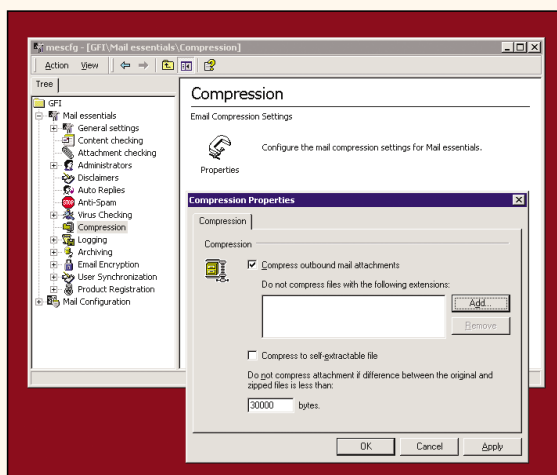 mescfg - [GFI\Mail essentials\Compression]
Action View
Tree
GFI
Mail essentials
General settings
Content checking
Attachment checking
Administrators
Disclaimers
Auto Replies
Anti-Spam
Virus Checking
Compression
Logging
Archiving
Email Encryption
User Synchronization
Product Registration
Mail Configuration
Compression
Email Compression Settings
Configure the mail compression settings for Mail essentials.
Properties
Compression Properties
Compression
Compression
Compress outbound mail attachments
Do not compress files with the following extensions:
Add...
Remove
Compress to self-extractable file
Do not compress attachment if difference between the original and
zipped files is less than:
30000 bytes.
OK Cancel Apply